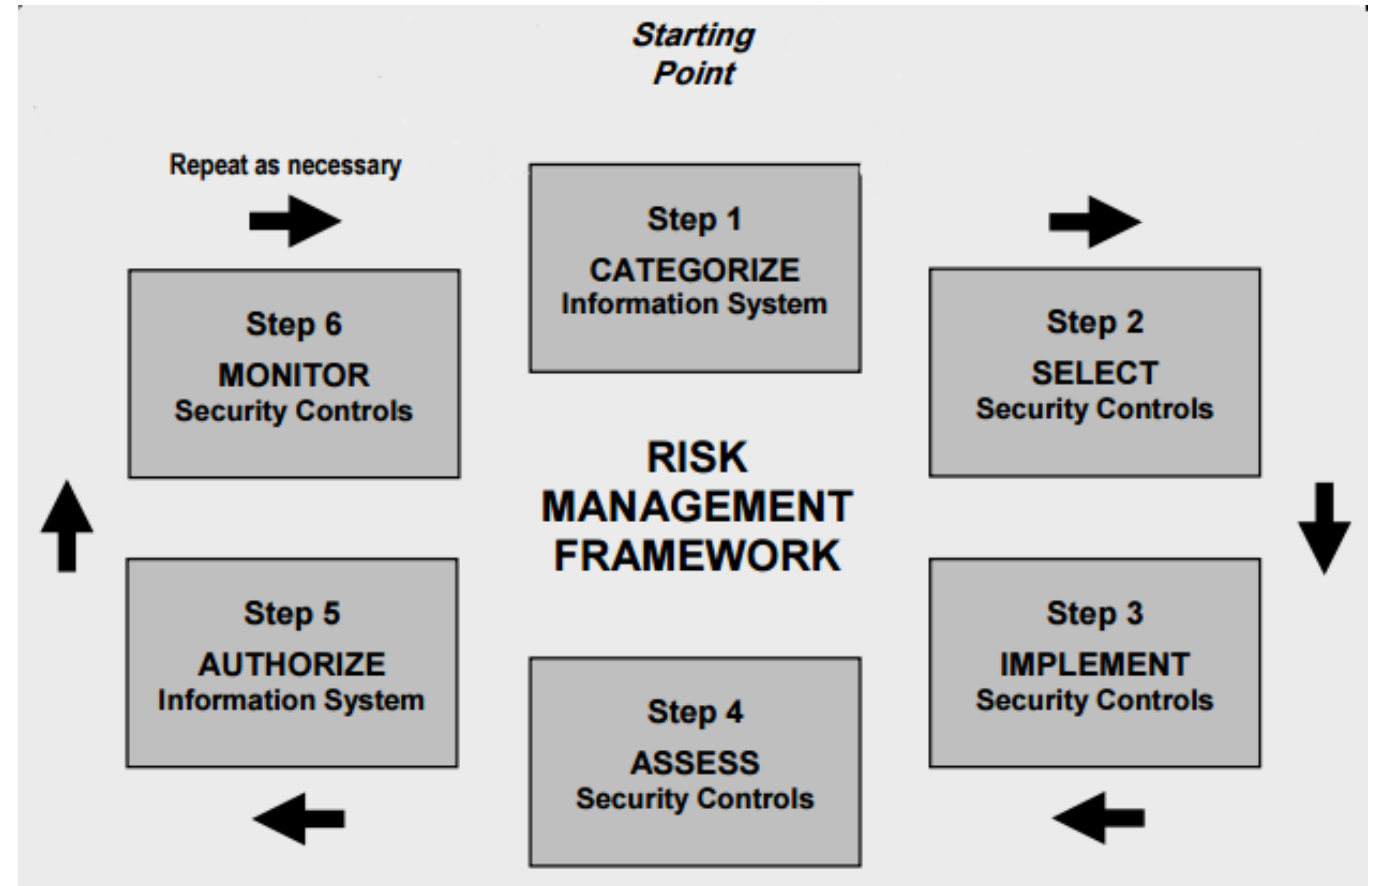 Starting
Point
Repeat as necessary
Step 1
CATEGORIZE
Information System
Step 2
SELECT
Security Controls
Step 3
IMPLEMENT
Security Controls
Step 4
ASSESS
Security Controls
Step 5
AUTHORIZE
Information System
Step 6
MONITOR
Security Controls
RISK
MANAGEMENT
FRAMEWORK